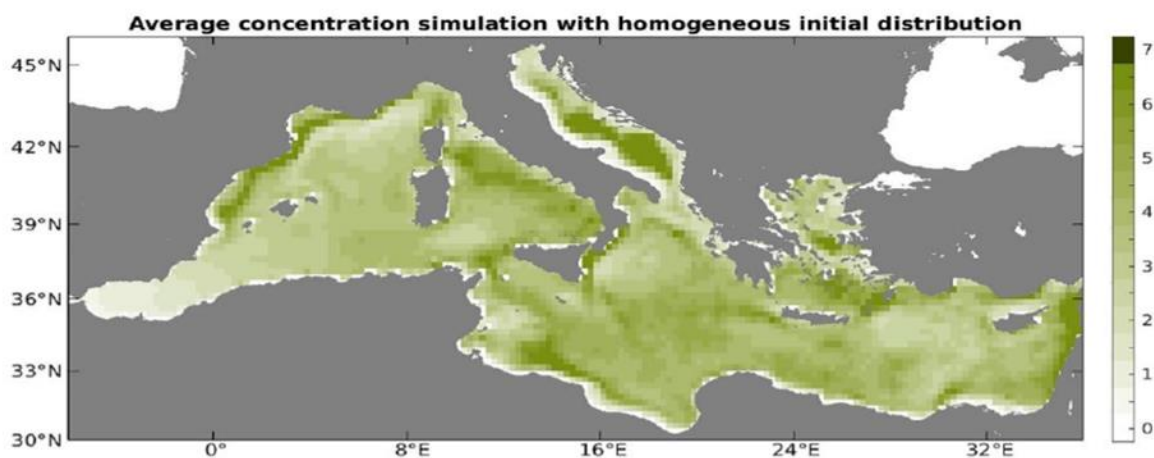 Average concentration simulation with homogeneous initial distribution
45°N
42°N
39°N
36°N
33°N
30°N
0°
8°E
16°E
24°E
32°E
7
6
5
4
3
2
1
0